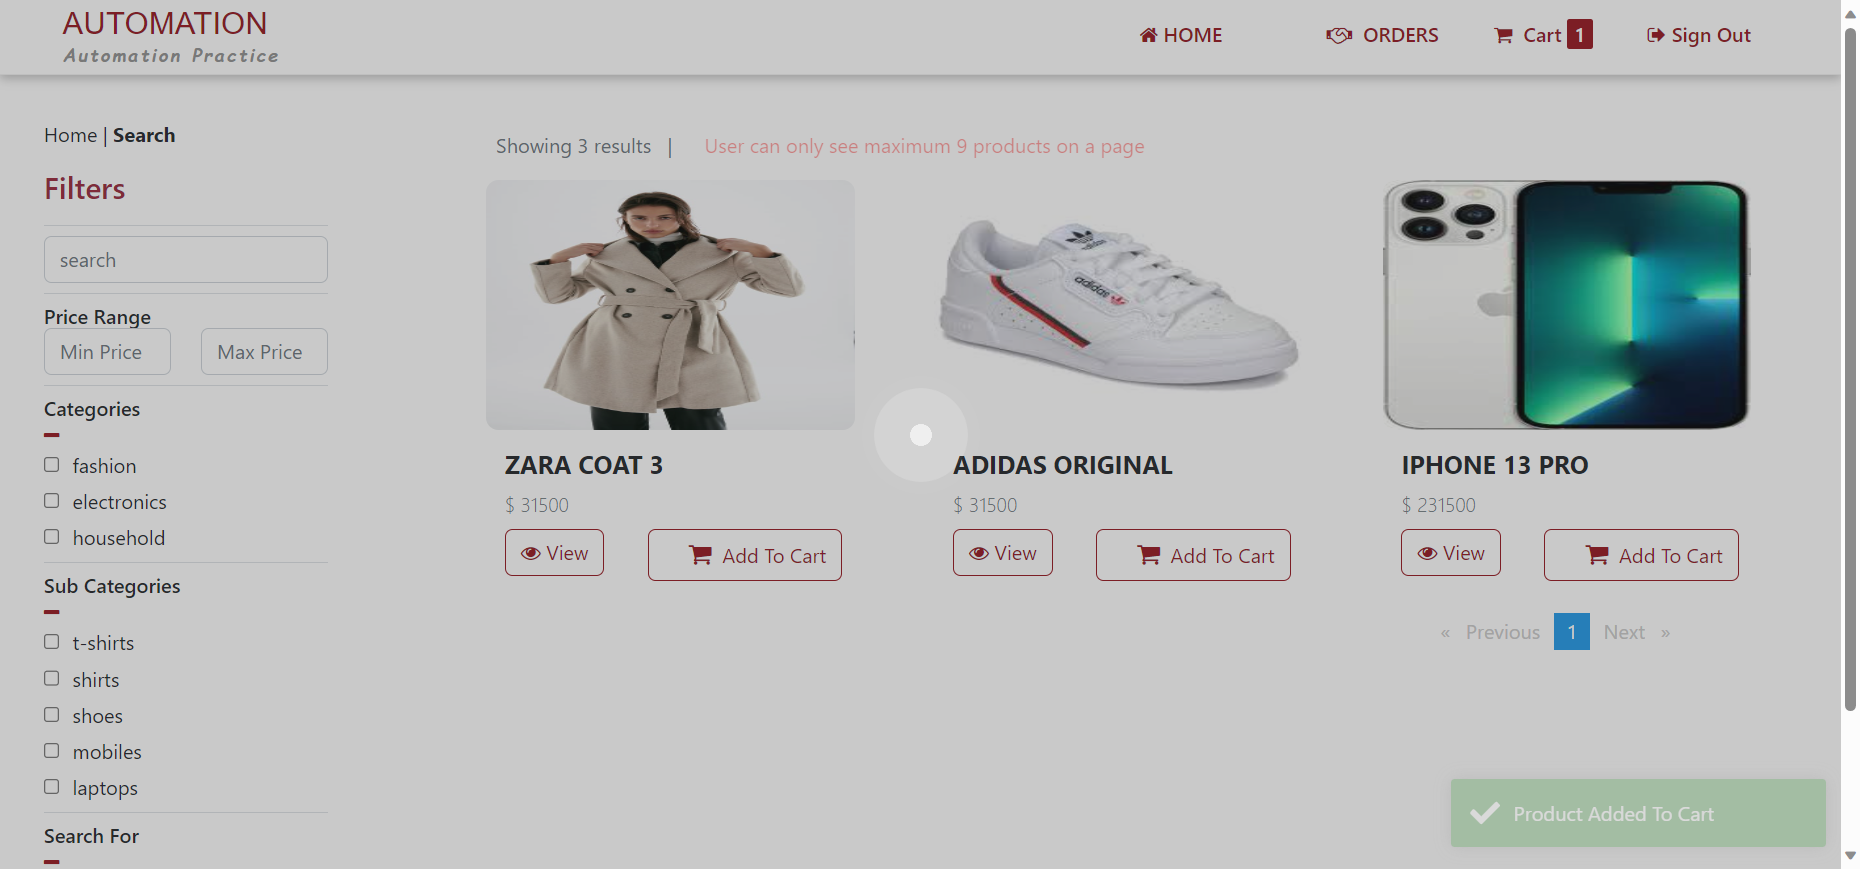 AUTOMATION
Automation Practice
HOME
ORDERS
Cart 1
Sign Out
Home | Search
Showing 3 results |
User can only see maximum 9 products on a page
Filters
search
Price Range
Min Price
Max Price
Categories
fashion
electronics
household
Sub Categories
t-shirts
shirts
shoes
mobiles
laptops
Search For
adidas
adidas
ZARA COAT 3
$ 31500
View
Add To Cart
ADIDAS ORIGINAL
$ 31500
View
Add To Cart
IPHONE 13 PRO
$ 231500
View
Add To Cart
« Previous 1 Next »
Product Added To Cart